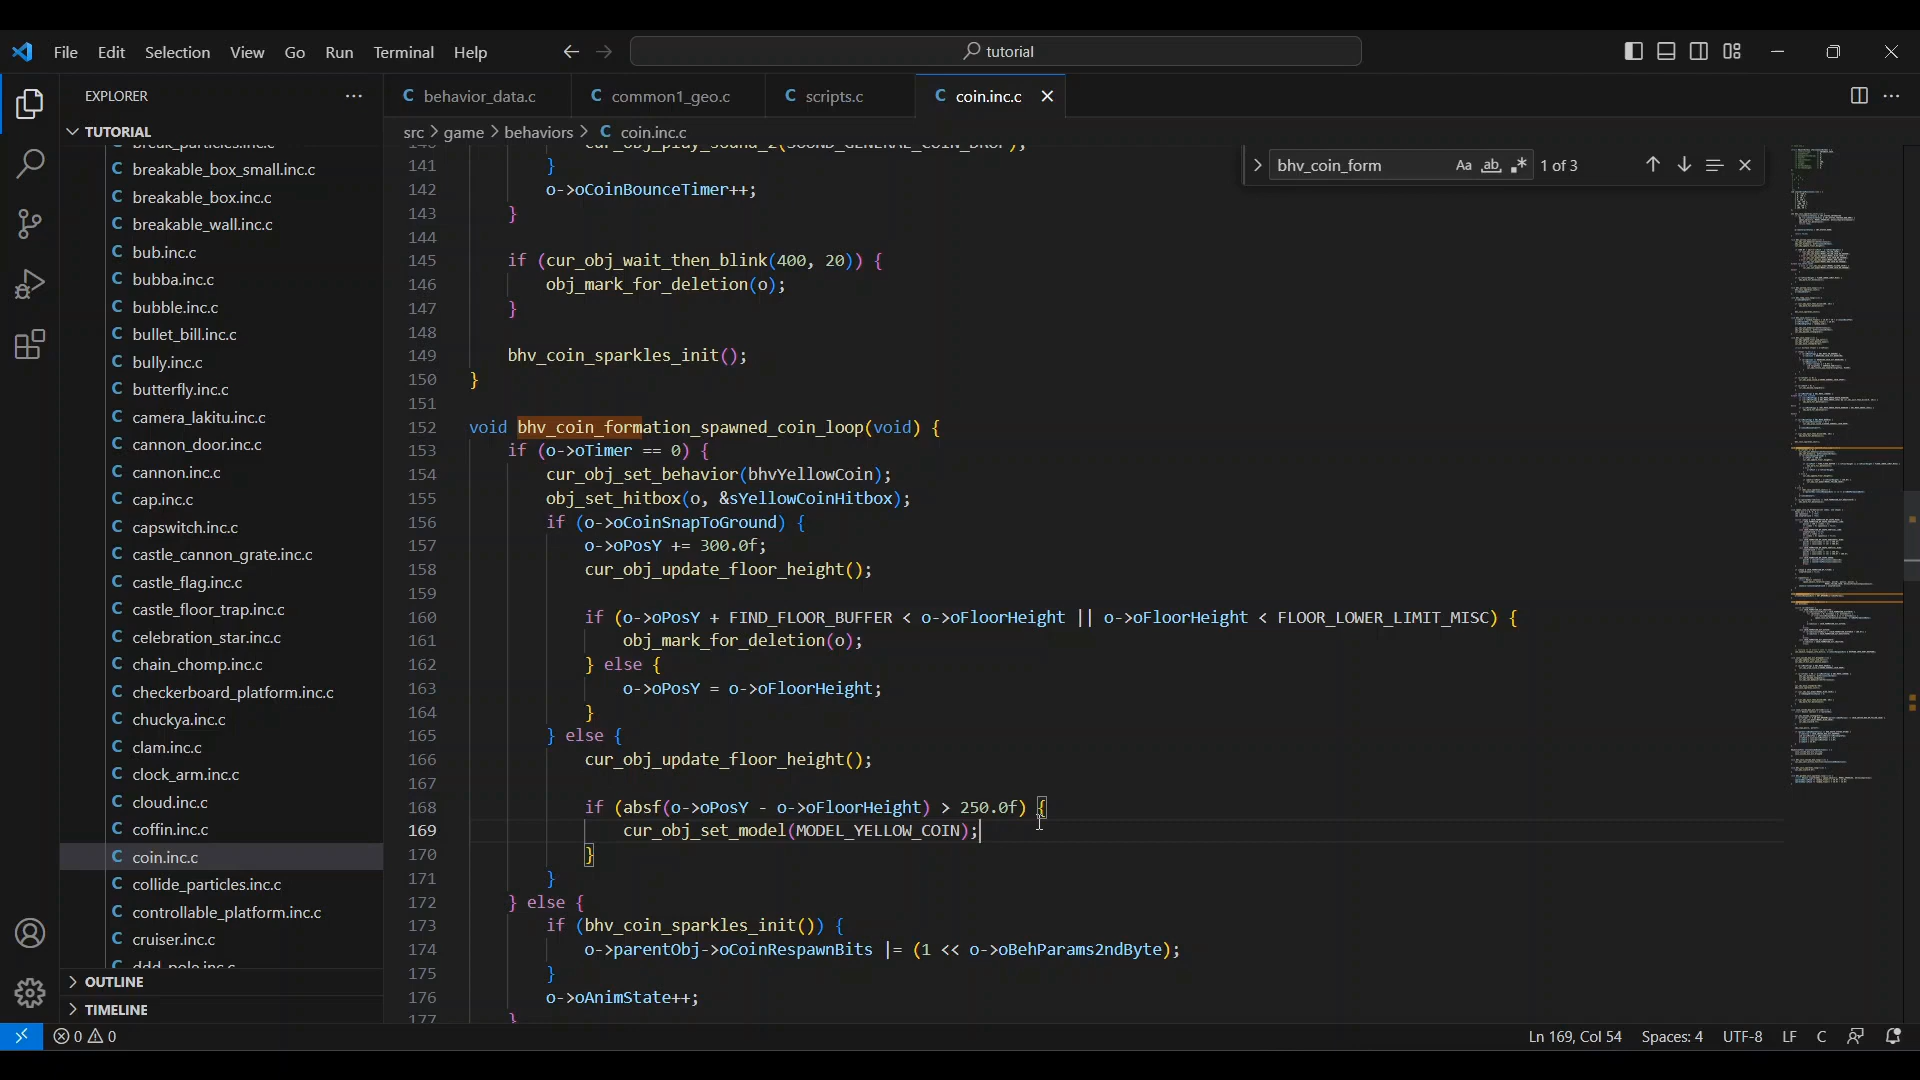 File Edit Selection View Go Run Terminal Help
tutorial
EXPLORER
behavior_data.c
common1_geo.c
scripts.c
coin.inc.c
TUTORIAL
src > game > behaviors > C coin.inc.c
bhv_coin_form Aa ab 1 of 3
break_particles.inc.c
breakable_box_small.inc.c
breakable_box.inc.c
breakable_wall.inc.c
bub.inc.c
bubba.inc.c
bubble.inc.c
bullet_bill.inc.c
bully.inc.c
butterfly.inc.c
camera_lakitu.inc.c
cannon_door.inc.c
cannon.inc.c
cap.inc.c
capswitch.inc.c
castle_cannon_grate.inc.c
castle_flag.inc.c
castle_floor_trap.inc.c
celebration_star.inc.c
chain_chomp.inc.c
checkerboard_platform.inc.c
chuckya.inc.c
clam.inc.c
clock_arm.inc.c
cloud.inc.c
coffin.inc.c
coin.inc.c
collide_particles.inc.c
controllable_platform.inc.c
cruiser.inc.c
ddd_pole.inc.c
OUTLINE
TIMELINE
140 cur_obj_play_sound_2(SOUND_GENERAL_COIN_DROP);
141 }
142 o->oCoinBounceTimer++;
143 }
144
145 if (cur_obj_wait_then_blink(400, 20)) {
146 obj_mark_for_deletion(o);
147 }
148
149 bhv_coin_sparkles_init();
150 }
151
152 void bhv_coin_formation_spawned_coin_loop(void) {
153 if (o->oTimer == 0) {
154 cur_obj_set_behavior(bhvYellowCoin);
155 obj_set_hitbox(o, &sYellowCoinHitbox);
156 if (o->oCoinSnapToGround) {
157 o->oPosY += 300.0f;
158 cur_obj_update_floor_height();
159
160 if (o->oPosY + FIND_FLOOR_BUFFER < o->oFloorHeight || o->oFloorHeight < FLOOR_LOWER_LIMIT_MISC) {
161 obj_mark_for_deletion(o);
162 } else {
163 o->oPosY = o->oFloorHeight;
164 }
165 } else {
166 cur_obj_update_floor_height();
167
168 if (absf(o->oPosY - o->oFloorHeight) > 250.0f) {
169 cur_obj_set_model(MODEL_YELLOW_COIN);
170 }
171 }
172 } else {
173 if (bhv_coin_sparkles_init()) {
174 o->parentObj->oCoinRespawnBits |= (1 << o->oBehParams2ndByte);
175 }
176 o->oAnimState++;
177 }
0 0 Ln 169, Col 54 Spaces: 4 UTF-8 LF C